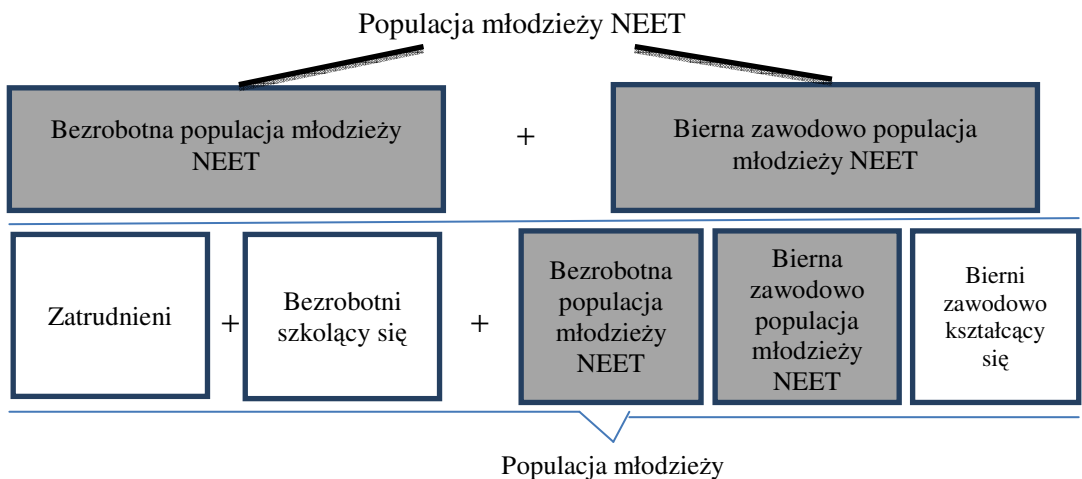 Populacja młodzieży NEET
Bezrobotna populacja młodzieży
NEET
+
Bierna zawodowo populacja
młodzieży NEET
Zatrudnieni
+
Bezrobotni
szkolący się
+
Bezrobotna
populacja
młodzieży
NEET
Bierna
zawodowo
populacja
młodzieży
NEET
Bierni
zawodowo
kształcący
się
Populacja młodzieży